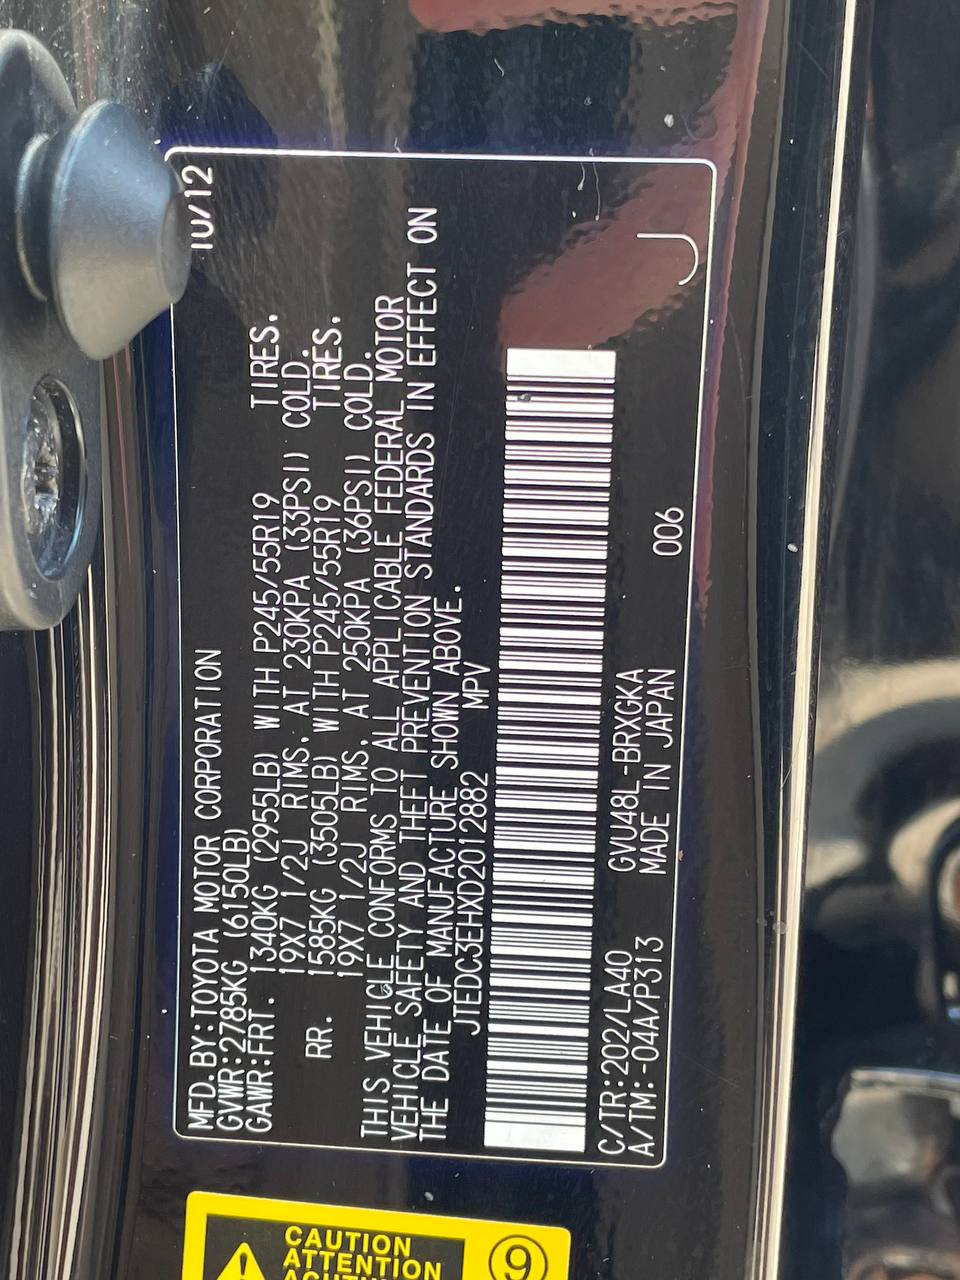 MFD.BY:TOYOTA MOTOR CORPORATION 10/12
GVWR:2785KG (6150LB)
GAWR:FRT. 1340KG (2955LB) WITH P245/55R19 TIRES.
19X7 1/2J RIMS, AT 230KPA (33PSI) COLD.
RR. 1585KG (3505LB) WITH P245/55R19 TIRES.
19X7 1/2J RIMS, AT 250KPA (36PSI) COLD.
THIS VEHICLE CONFORMS TO ALL APPLICABLE FEDERAL MOTOR
VEHICLE SAFETY AND THEFT PREVENTION STANDARDS IN EFFECT ON
THE DATE OF MANUFACTURE SHOWN ABOVE.
JTEDC3EHXD2012882 MPV
C/TR:202/LA40 GVU48L-BRXGKA
A/TM:-04A/P313 MADE IN JAPAN 006
J
CAUTION
ATTENTION
9